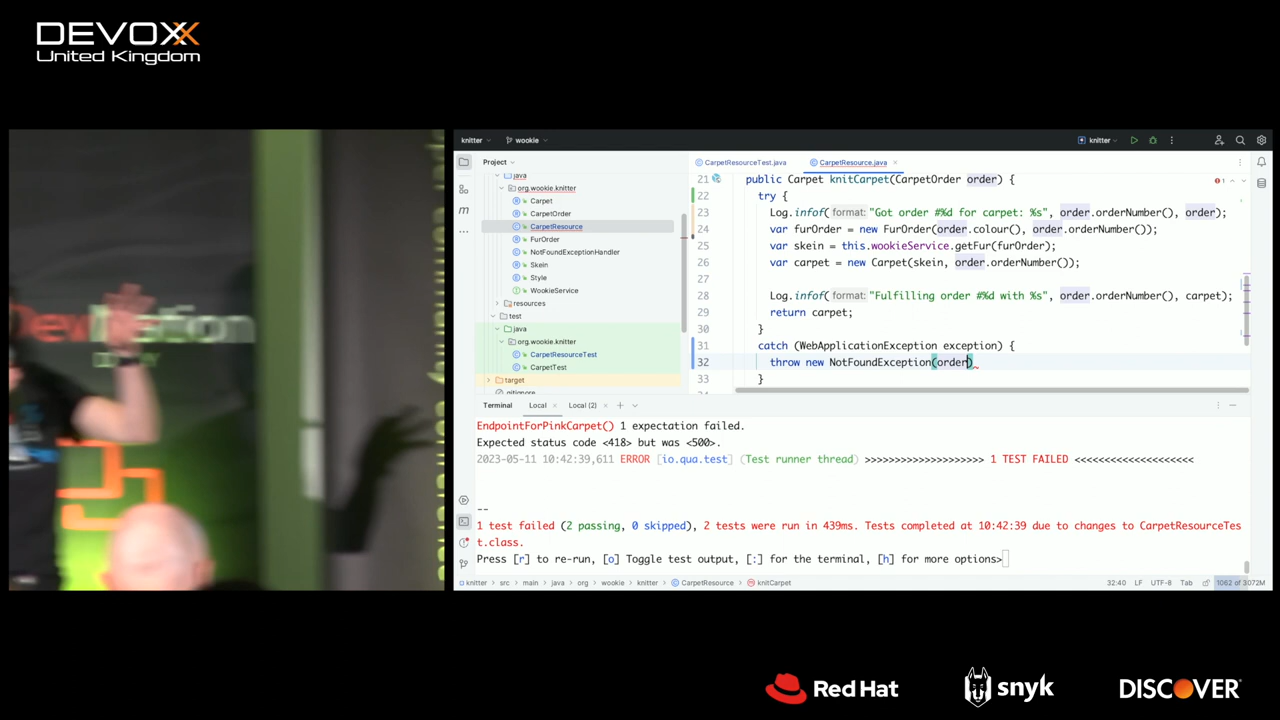 DEVOXX
United Kingdom
knitter
wookie
knitter
Project
CarpetResourceTest.java
CarpetResource.java
java
org.wookie.knitter
Carpet
CarpetOrder
CarpetResource
FurOrder
NotFoundExceptionHandler
Skein
Style
WookieService
resources
test
java
org.wookie.knitter
CarpetResourceTest
CarpetTest
target
.gitignore
21 public Carpet knitCarpet(CarpetOrder order) {
22 try {
23 Log.infof( format: "Got order #%d for carpet: %s", order.orderNumber(), order);
24 var furOrder = new FurOrder(order.colour(), order.orderNumber());
25 var skein = this.wookieService.getFur(furOrder);
26 var carpet = new Carpet(skein, order.orderNumber());
27
28 Log.infof( format: "Fulfilling order #%d with %s", order.orderNumber(), carpet);
29 return carpet;
30 }
31 catch (WebApplicationException exception) {
32 throw new NotFoundException(order)
33 }
1
Terminal Local Local (2)
EndpointForPinkCarpet() 1 expectation failed.
Expected status code <418> but was <500>.
2023-05-11 10:42:39,611 ERROR [io.qua.test] (Test runner thread) >>>>>>>>>>>>>>>>>>>> 1 TEST FAILED <<<<<<<<<<<<<<<<<<<<
--
1 test failed (2 passing, 0 skipped), 2 tests were run in 439ms. Tests completed at 10:42:39 due to changes to CarpetResourceTes
t.class.
Press [r] to re-run, [o] Toggle test output, [:] for the terminal, [h] for more options>
knitter > src > main > java > org > wookie > knitter > CarpetResource > knitCarpet
32:40 LF UTF-8 Tab 1062 of 3072M
Red Hat
snyk
DISCOVER